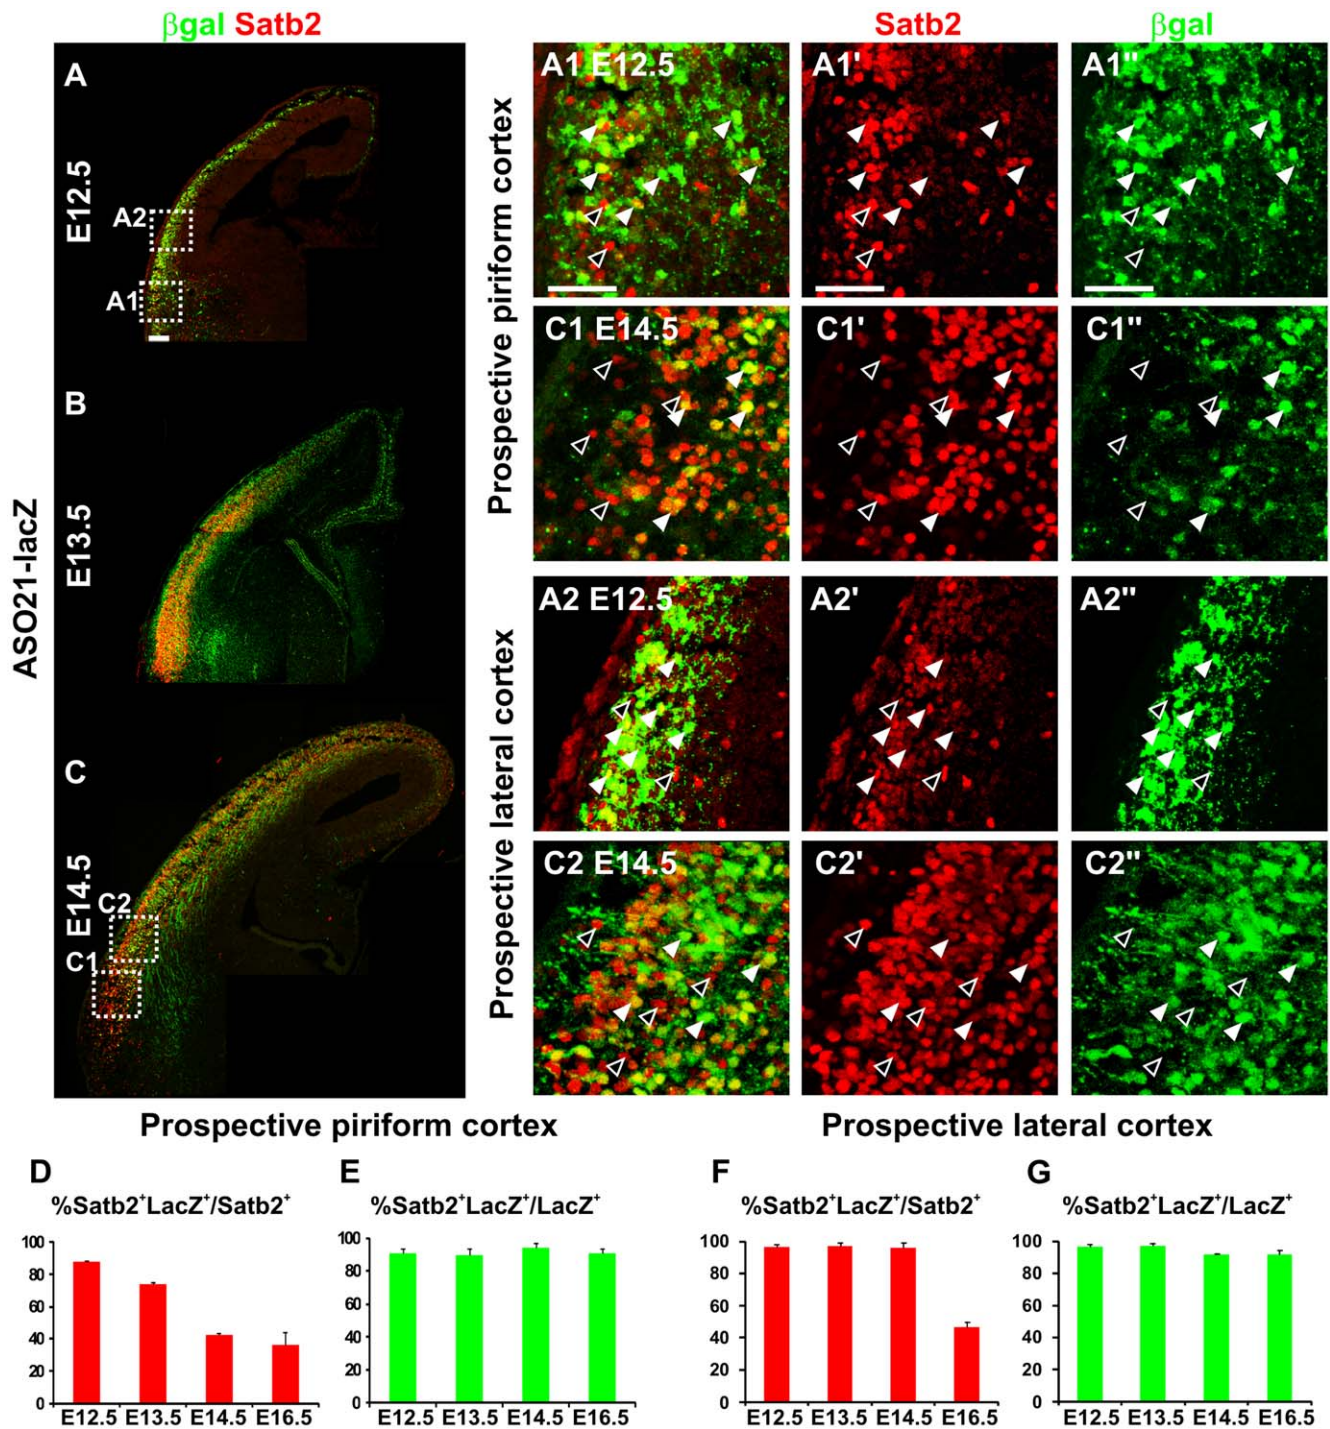 βgal Satb2
Satb2
βgal
ASO21-lacZ
A
E12.5
A2
A1
B
E13.5
C
E14.5
C2
C1
Prospective piriform cortex
A1 E12.5
A1'
A1"
C1 E14.5
C1'
C1"
Prospective lateral cortex
A2 E12.5
A2'
A2"
C2 E14.5
C2'
C2"
Prospective piriform cortex
Prospective lateral cortex
D
%Satb2⁺LacZ⁺/Satb2⁺
100
80
60
40
20
0
E12.5 E13.5 E14.5 E16.5
E
%Satb2⁺LacZ⁺/LacZ⁺
100
80
60
40
20
0
E12.5 E13.5 E14.5 E16.5
F
%Satb2⁺LacZ⁺/Satb2⁺
100
80
60
40
20
0
E12.5 E13.5 E14.5 E16.5
G
%Satb2⁺LacZ⁺/LacZ⁺
100
80
60
40
20
0
E12.5 E13.5 E14.5 E16.5